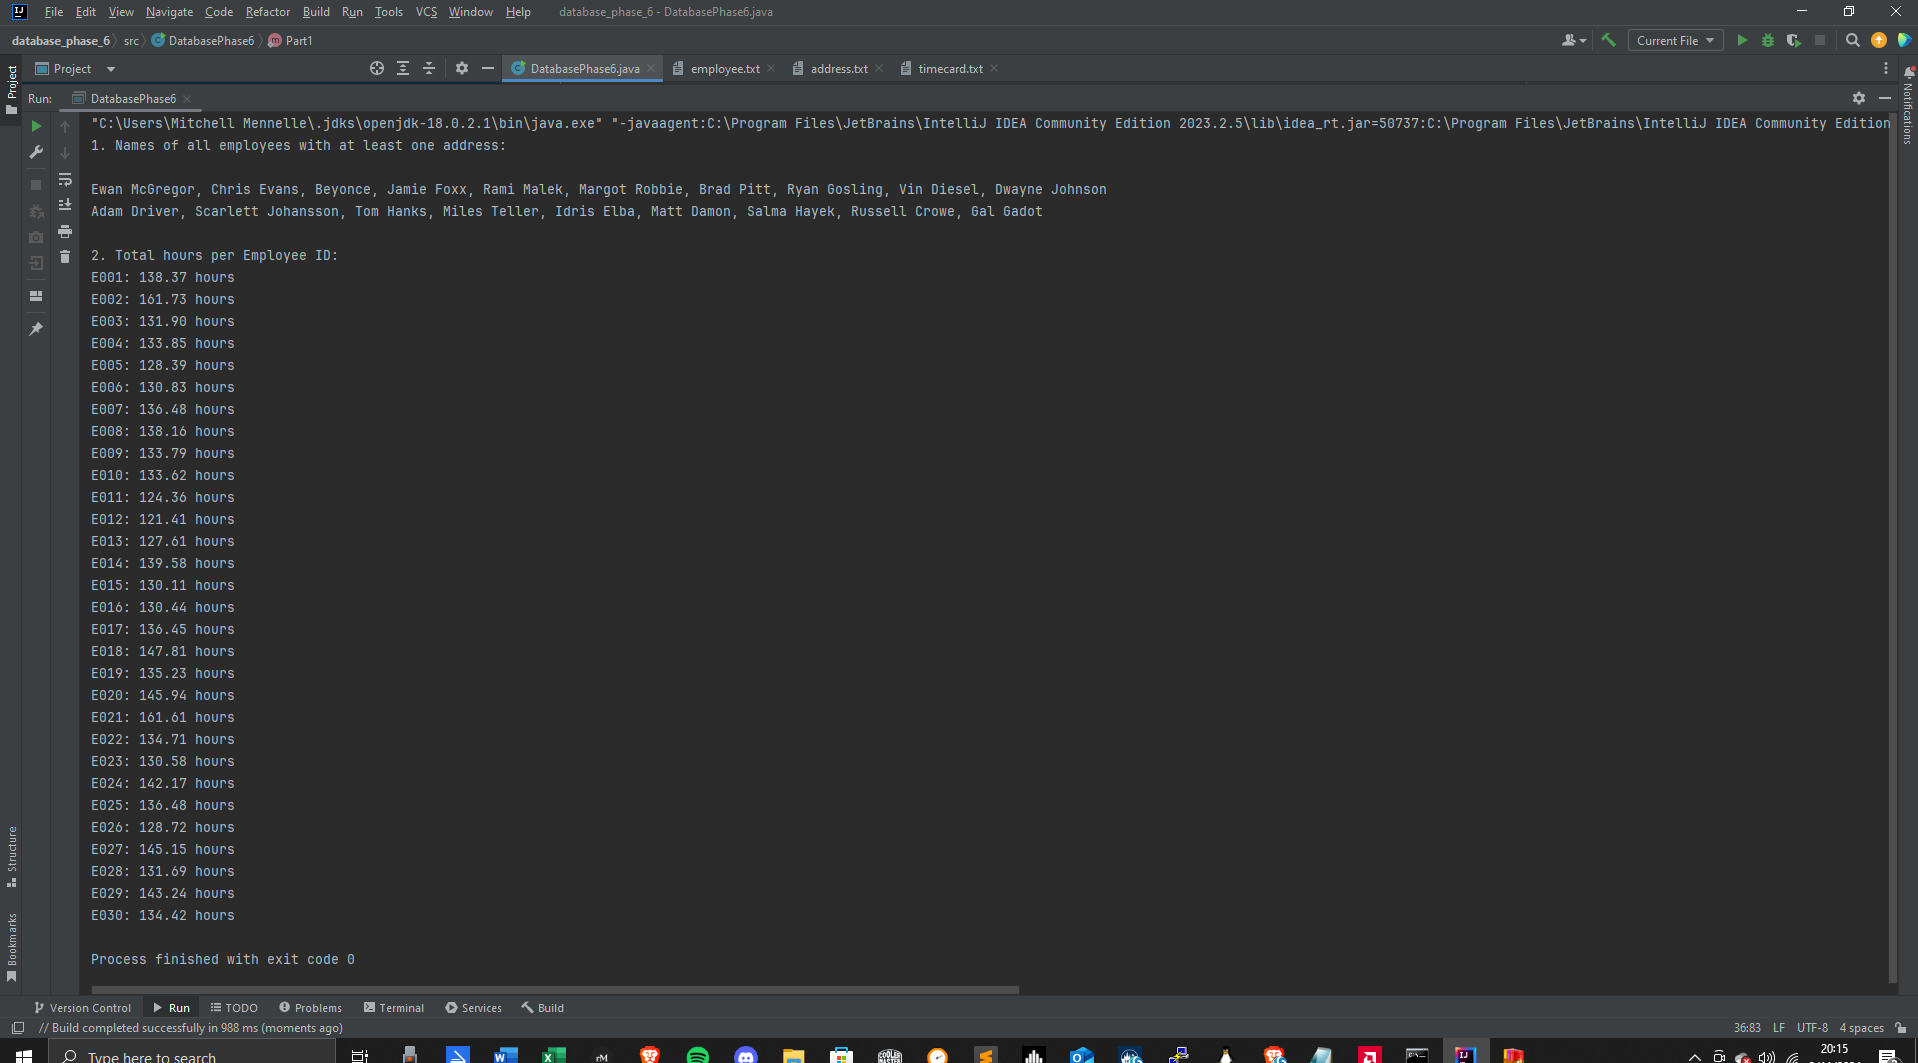 File Edit View Navigate Code Refactor Build Run Tools VCS Window Help database_phase_6 - DatabasePhase6.java
database_phase_6 src DatabasePhase6 Part1 Current File
Project DatabasePhase6.java employee.txt address.txt timecard.txt
Run: DatabasePhase6
Project
Notifications
"C:\Users\Mitchell Mennelle\.jdks\openjdk-18.0.2.1\bin\java.exe" "-javaagent:C:\Program Files\JetBrains\IntelliJ IDEA Community Edition 2023.2.5\lib\idea_rt.jar=50737:C:\Program Files\JetBrains\IntelliJ IDEA Community Edition
1. Names of all employees with at least one address:
Ewan McGregor, Chris Evans, Beyonce, Jamie Foxx, Rami Malek, Margot Robbie, Brad Pitt, Ryan Gosling, Vin Diesel, Dwayne Johnson
Adam Driver, Scarlett Johansson, Tom Hanks, Miles Teller, Idris Elba, Matt Damon, Salma Hayek, Russell Crowe, Gal Gadot
2. Total hours per Employee ID:
E001: 138.37 hours
E002: 161.73 hours
E003: 131.90 hours
E004: 133.85 hours
E005: 128.39 hours
E006: 130.83 hours
E007: 136.48 hours
E008: 138.16 hours
E009: 133.79 hours
E010: 133.62 hours
E011: 124.36 hours
E012: 121.41 hours
E013: 127.61 hours
E014: 139.58 hours
E015: 130.11 hours
E016: 130.44 hours
E017: 136.45 hours
E018: 147.81 hours
E019: 135.23 hours
E020: 145.94 hours
E021: 161.61 hours
E022: 134.71 hours
E023: 130.58 hours
E024: 142.17 hours
E025: 136.48 hours
E026: 128.72 hours
E027: 145.15 hours
E028: 131.69 hours
E029: 143.24 hours
E030: 134.42 hours
Process finished with exit code 0
Structure
Bookmarks
Version Control Run TODO Problems Terminal Services Build
// Build completed successfully in 988 ms (moments ago) 36:83 LF UTF-8 4 spaces
Type here to search 20:15